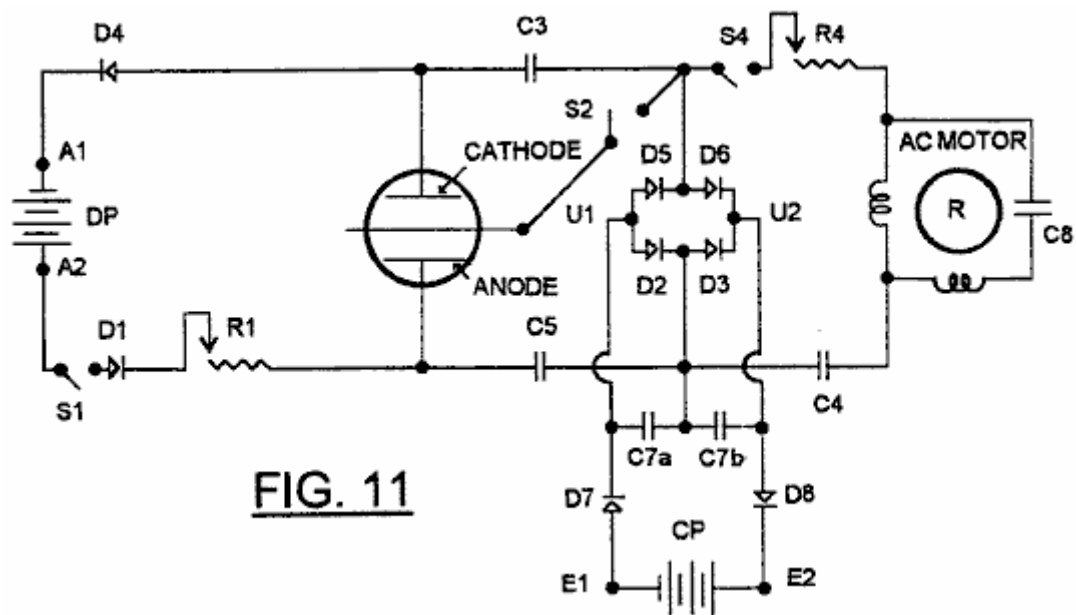 D4
C3
S4
R4
S2
A1
CATHODE
D5
D6
AC MOTOR
DP
U1
U2
R
C8
A2
ANODE
D2
D3
D1
R1
C5
S1
C4
C7a
C7b
FIG. 11
D7
D8
CP
E1
E2